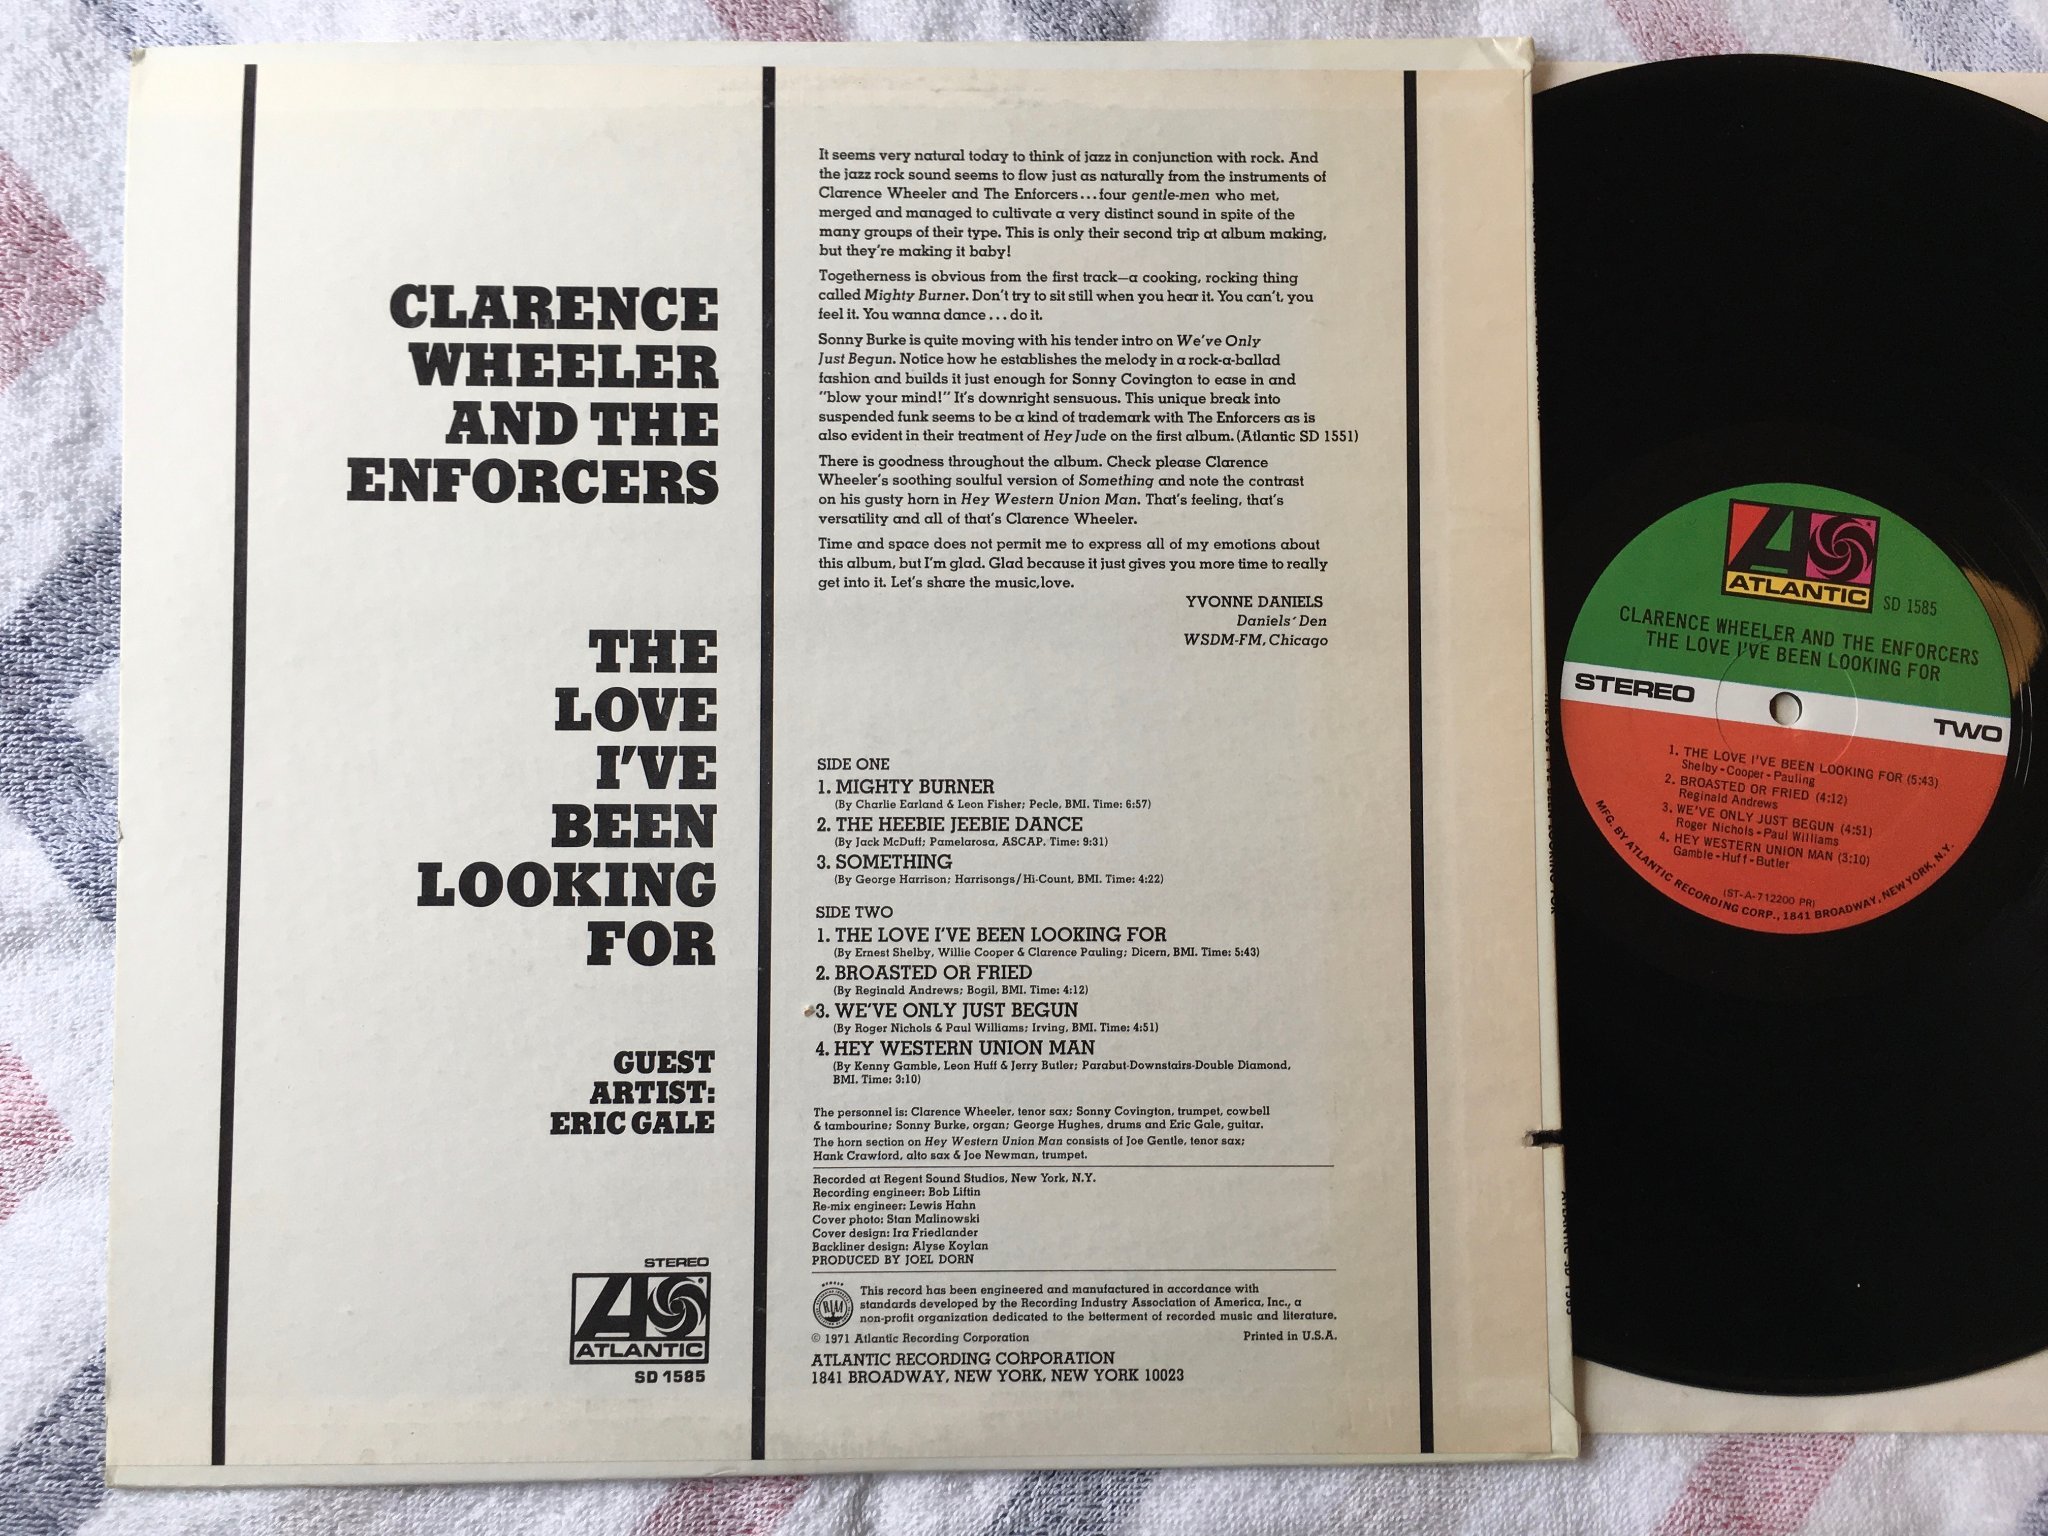 CLARENCE
WHEELER
AND THE
ENFORCERS
THE
LOVE
I'VE
BEEN
LOOKING
FOR
GUEST
ARTIST:
ERIC GALE
STEREO
ATLANTIC
SD 1585
It seems very natural today to think of jazz in conjunction with rock. And
the jazz rock sound seems to flow just as naturally from the instruments of
Clarence Wheeler and The Enforcers...four gentle-men who met,
merged and managed to cultivate a very distinct sound in spite of the
many groups of their type. This is only their second trip at album making,
but they're making it baby!
Togetherness is obvious from the first track—a cooking, rocking thing
called Mighty Burner. Don't try to sit still when you hear it. You can't, you
feel it. You wanna dance...do it.
Sonny Burke is quite moving with his tender intro on We've Only
Just Begun. Notice how he establishes the melody in a rock-a-ballad
fashion and builds it just enough for Sonny Covington to ease in and
"blow your mind!" It's downright sensuous. This unique break into
suspended funk seems to be a kind of trademark with The Enforcers as is
also evident in their treatment of Hey Jude on the first album. (Atlantic SD 1551)
There is goodness throughout the album. Check please Clarence
Wheeler's soothing soulful version of Something and note the contrast
on his gusty horn in Hey Western Union Man. That's feeling, that's
versatility and all of that's Clarence Wheeler.
Time and space does not permit me to express all of my emotions about
this album, but I'm glad. Glad because it just gives you more time to really
get into it. Let's share the music,love.
YVONNE DANIELS
Daniels' Den
WSDM-FM, Chicago
SIDE ONE
1. MIGHTY BURNER
(By Charlie Earland & Leon Fisher; Pecle, BMI. Time: 6:57)
2. THE HEEBIE JEEBIE DANCE
(By Jack McDuff; Pamelarosa, ASCAP. Time: 9:31)
3. SOMETHING
(By George Harrison; Harrisongs/Hi-Count, BMI. Time: 4:22)
SIDE TWO
1. THE LOVE I'VE BEEN LOOKING FOR
(By Ernest Shelby, Willie Cooper & Clarence Pauling; Dicern, BMI. Time: 5:43)
2. BROASTED OR FRIED
(By Reginald Andrews; Bogil, BMI. Time: 4:12)
3. WE'VE ONLY JUST BEGUN
(By Roger Nichols & Paul Williams; Irving, BMI. Time: 4:51)
4. HEY WESTERN UNION MAN
(By Kenny Gamble, Leon Huff & Jerry Butler; Parabut-Downstairs-Double Diamond,
BMI. Time: 3:10)
The personnel is: Clarence Wheeler, tenor sax; Sonny Covington, trumpet, cowbell
& tambourine; Sonny Burke, organ; George Hughes, drums and Eric Gale, guitar.
The horn section on Hey Western Union Man consists of Joe Gentle, tenor sax;
Hank Crawford, alto sax & Joe Newman, trumpet.
Recorded at Regent Sound Studios, New York, N.Y.
Recording engineer: Bob Liftin
Re-mix engineer: Lewis Hahn
Cover photo: Stan Malinowski
Cover design: Ira Friedlander
Backliner design: Alyse Koylan
PRODUCED BY JOEL DORN
RIAA
This record has been engineered and manufactured in accordance with
standards developed by the Recording Industry Association of America, Inc., a
non-profit organization dedicated to the betterment of recorded music and literature.
© 1971 Atlantic Recording Corporation Printed in U.S.A.
ATLANTIC RECORDING CORPORATION
1841 BROADWAY, NEW YORK, NEW YORK 10023
ATLANTIC
SD 1585
CLARENCE WHEELER AND THE ENFORCERS
THE LOVE I'VE BEEN LOOKING FOR
STEREO
TWO
1. THE LOVE I'VE BEEN LOOKING FOR (5:43)
Shelby-Cooper-Pauling
2. BROASTED OR FRIED (4:12)
Reginald Andrews
3. WE'VE ONLY JUST BEGUN (4:51)
Roger Nichols-Paul Williams
4. HEY WESTERN UNION MAN (3:10)
Gamble-Huff-Butler
(ST-A-712200 PR)
MFG. BY ATLANTIC RECORDING CORP., 1841 BROADWAY, NEW YORK, N.Y.